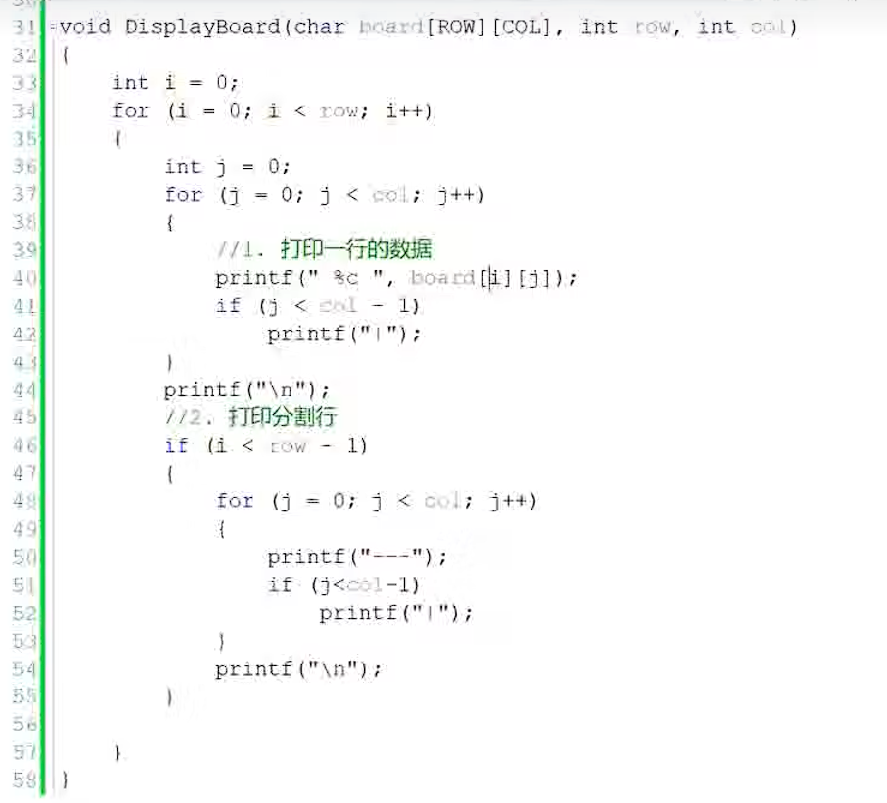 31 void DisplayBoard(char board[ROW][COL], int row, int col)
32 {
33 int i = 0;
34 for (i = 0; i < row; i++)
35 {
36 int j = 0;
37 for (j = 0; j < col; j++)
38 {
39 //1. 打印一行的数据
40 printf(" %c ", board[i][j]);
41 if (j < col - 1)
42 printf("|");
43 }
44 printf("\n");
45 //2. 打印分割行
46 if (i < row - 1)
47 {
48 for (j = 0; j < col; j++)
49 {
50 printf("---");
51 if (j<col-1)
52 printf("|");
53 }
54 printf("\n");
55 }
56
57 }
58 }